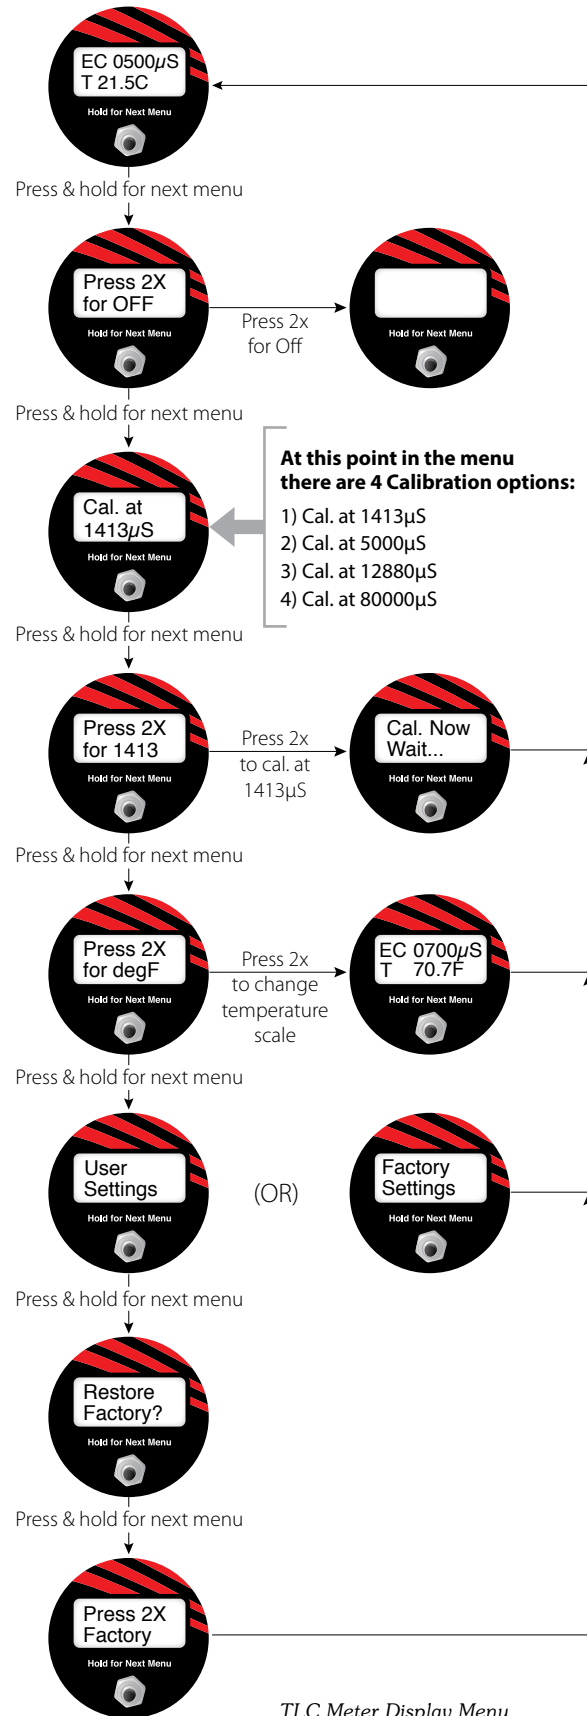 EC 0500µS
T 21.5C
Hold for Next Menu
Press & hold for next menu
Press 2X
for OFF
Hold for Next Menu
Press 2x
for Off
Hold for Next Menu
Press & hold for next menu
Cal. at
1413µS
Hold for Next Menu
At this point in the menu
there are 4 Calibration options:
1) Cal. at 1413µS
2) Cal. at 5000µS
3) Cal. at 12880µS
4) Cal. at 80000µS
Press & hold for next menu
Press 2X
for 1413
Hold for Next Menu
Press 2x
to cal. at
1413µS
Cal. Now
Wait...
Hold for Next Menu
Press & hold for next menu
Press 2X
for degF
Hold for Next Menu
Press 2x
to change
temperature
scale
EC 0700µS
T 70.7F
Hold for Next Menu
Press & hold for next menu
User
Settings
Hold for Next Menu
(OR)
Factory
Settings
Hold for Next Menu
Press & hold for next menu
Restore
Factory?
Hold for Next Menu
Press & hold for next menu
Press 2X
Factory
Hold for Next Menu
TLC Meter Display Menu